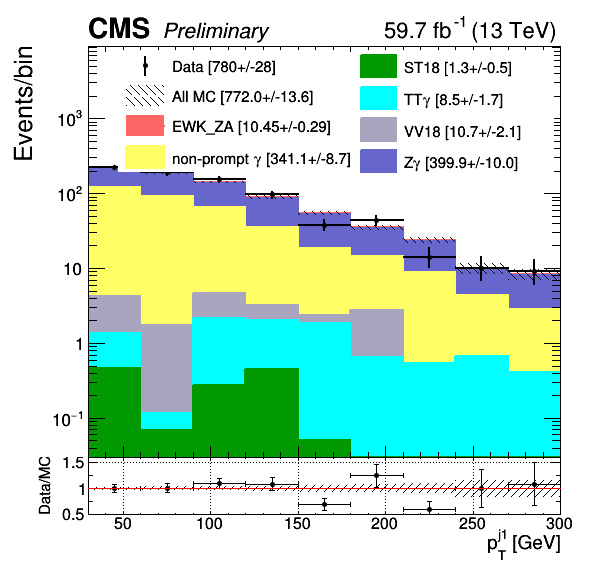 CMS Preliminary 59.7 fb⁻¹ (13 TeV)
Events/bin
Data [780+/-28]
All MC [772.0+/-13.6]
EWK_ZA [10.45+/-0.29]
non-prompt γ [341.1+/-8.7]
ST18 [1.3+/-0.5]
TTγ [8.5+/-1.7]
VV18 [10.7+/-2.1]
Zγ [399.9+/-10.0]
10³
10²
10
1
10⁻¹
Data/MC
1.5
1
0.5
50 100 150 200 250 300
p_T^j1 [GeV]